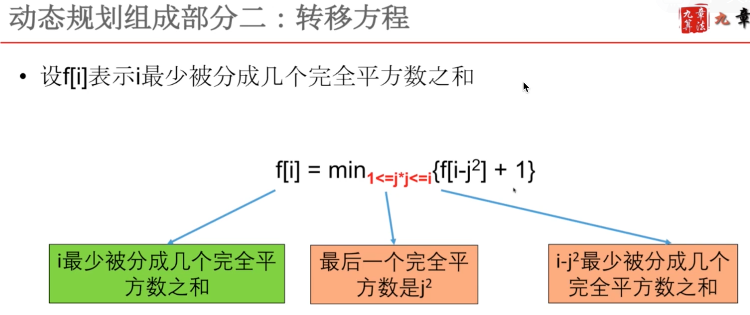 动态规划组成部分二：转移方程
九章算法 九章
• 设f[i]表示i最少被分成几个完全平方数之和
f[i] = min1<=j*j<=i{f[i-j²] + 1}
i最少被分成几个完全平
方数之和
最后一个完全平
方数是j²
i-j²最少被分成几个
完全平方数之和